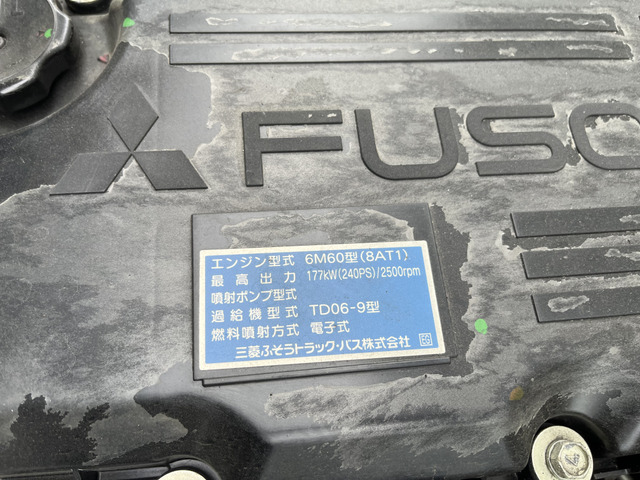 FUSO
エンジン型式 6M60型(8AT1)
最高出力 177kW(240PS)/2500rpm
噴射ポンプ型式
過給機型式 TD06-9型
燃料噴射方式 電子式
三菱ふそうトラック・バス株式会社